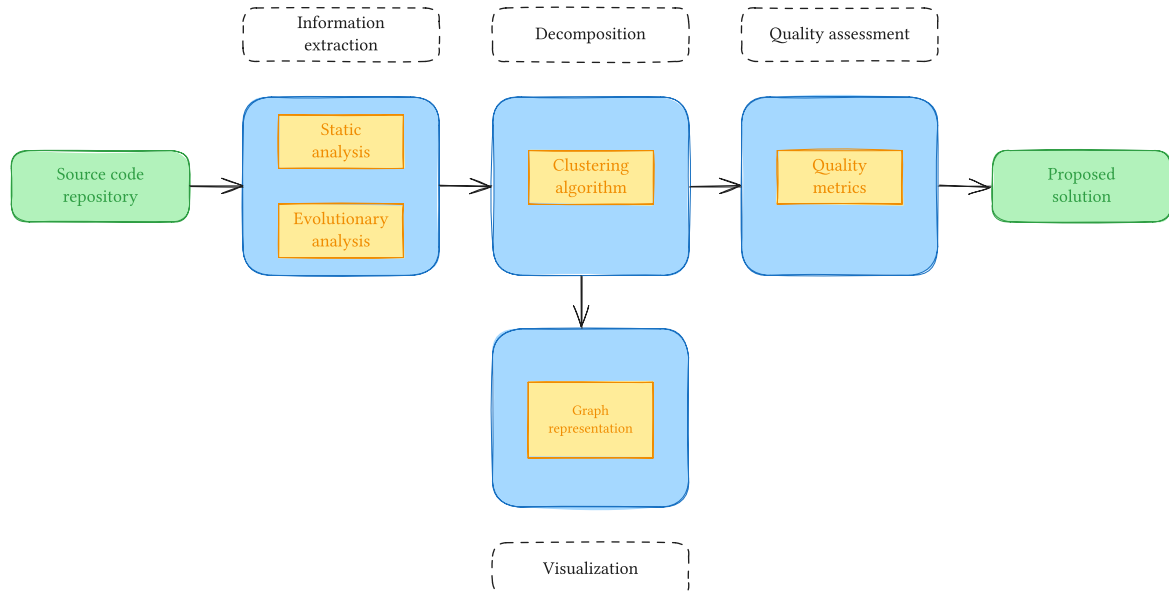 Information
extraction
Decomposition
Quality assessment
Source code
repository
Static
analysis
Evolutionary
analysis
Clustering
algorithm
Quality
metrics
Proposed
solution
Graph
representation
Visualization